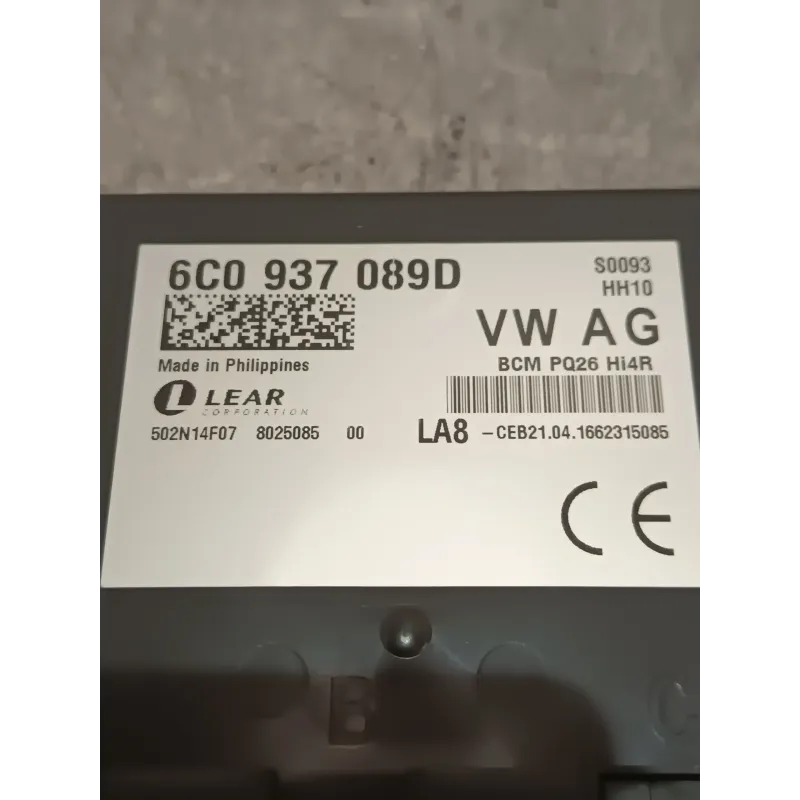 6C0 937 089D
S0093
HH10
VW AG
Made in Philippines
BCM PQ26 Hi4R
LEAR
CORPORATION
502N14F07 8025085 00
LA8 -CEB21.04.1662315085
CE
B
C